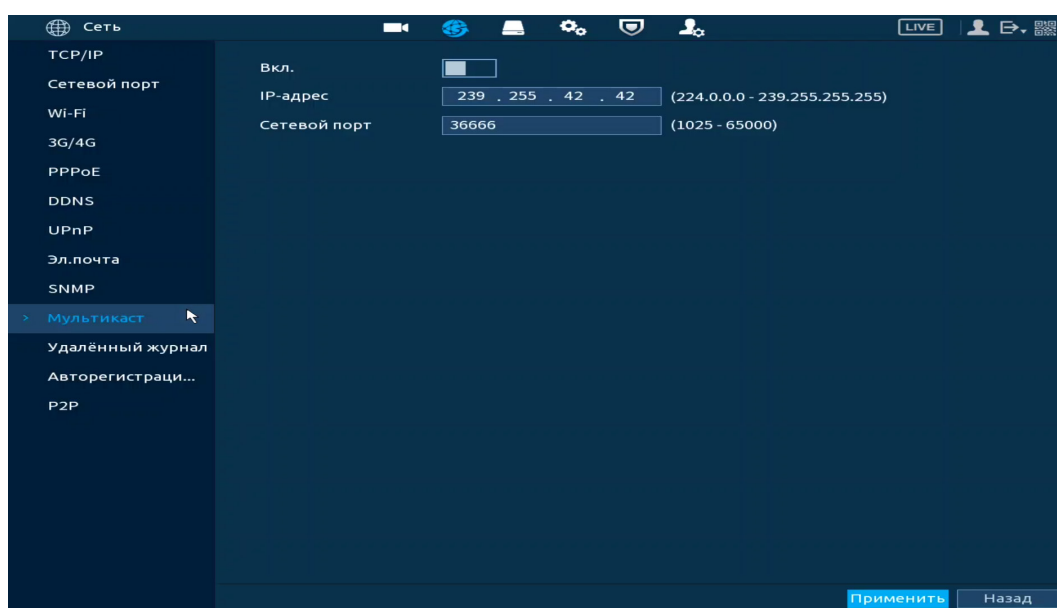 Сеть LIVE
TCP/IP
Сетевой порт
Wi-Fi
3G/4G
PPPoE
DDNS
UPnP
Эл.почта
SNMP
> Мультикаст
Удалённый журнал
Авторегистраци...
P2P
Вкл.
IP-адрес 239 . 255 . 42 . 42 (224.0.0.0 - 239.255.255.255)
Сетевой порт 36666 (1025 - 65000)
Применить Назад